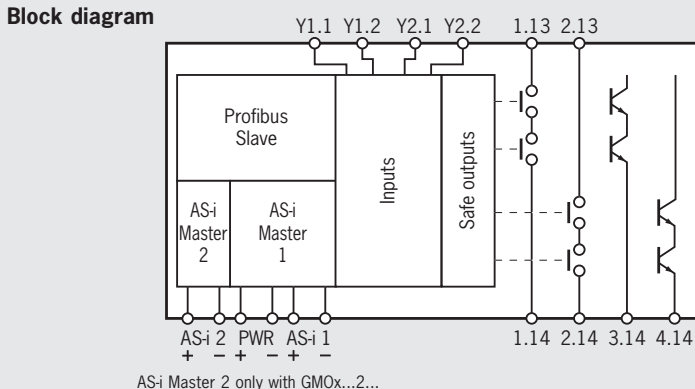 Block diagram
Y1.1 Y1.2 Y2.1 Y2.2 1.13 2.13
Profibus
Slave
Inputs
Safe outputs
AS-i
Master
2
AS-i
Master
1
AS-i 2 PWR AS-i 1
+ – + – + –
1.14 2.14 3.14 4.14
AS-i Master 2 only with GMOx...2...